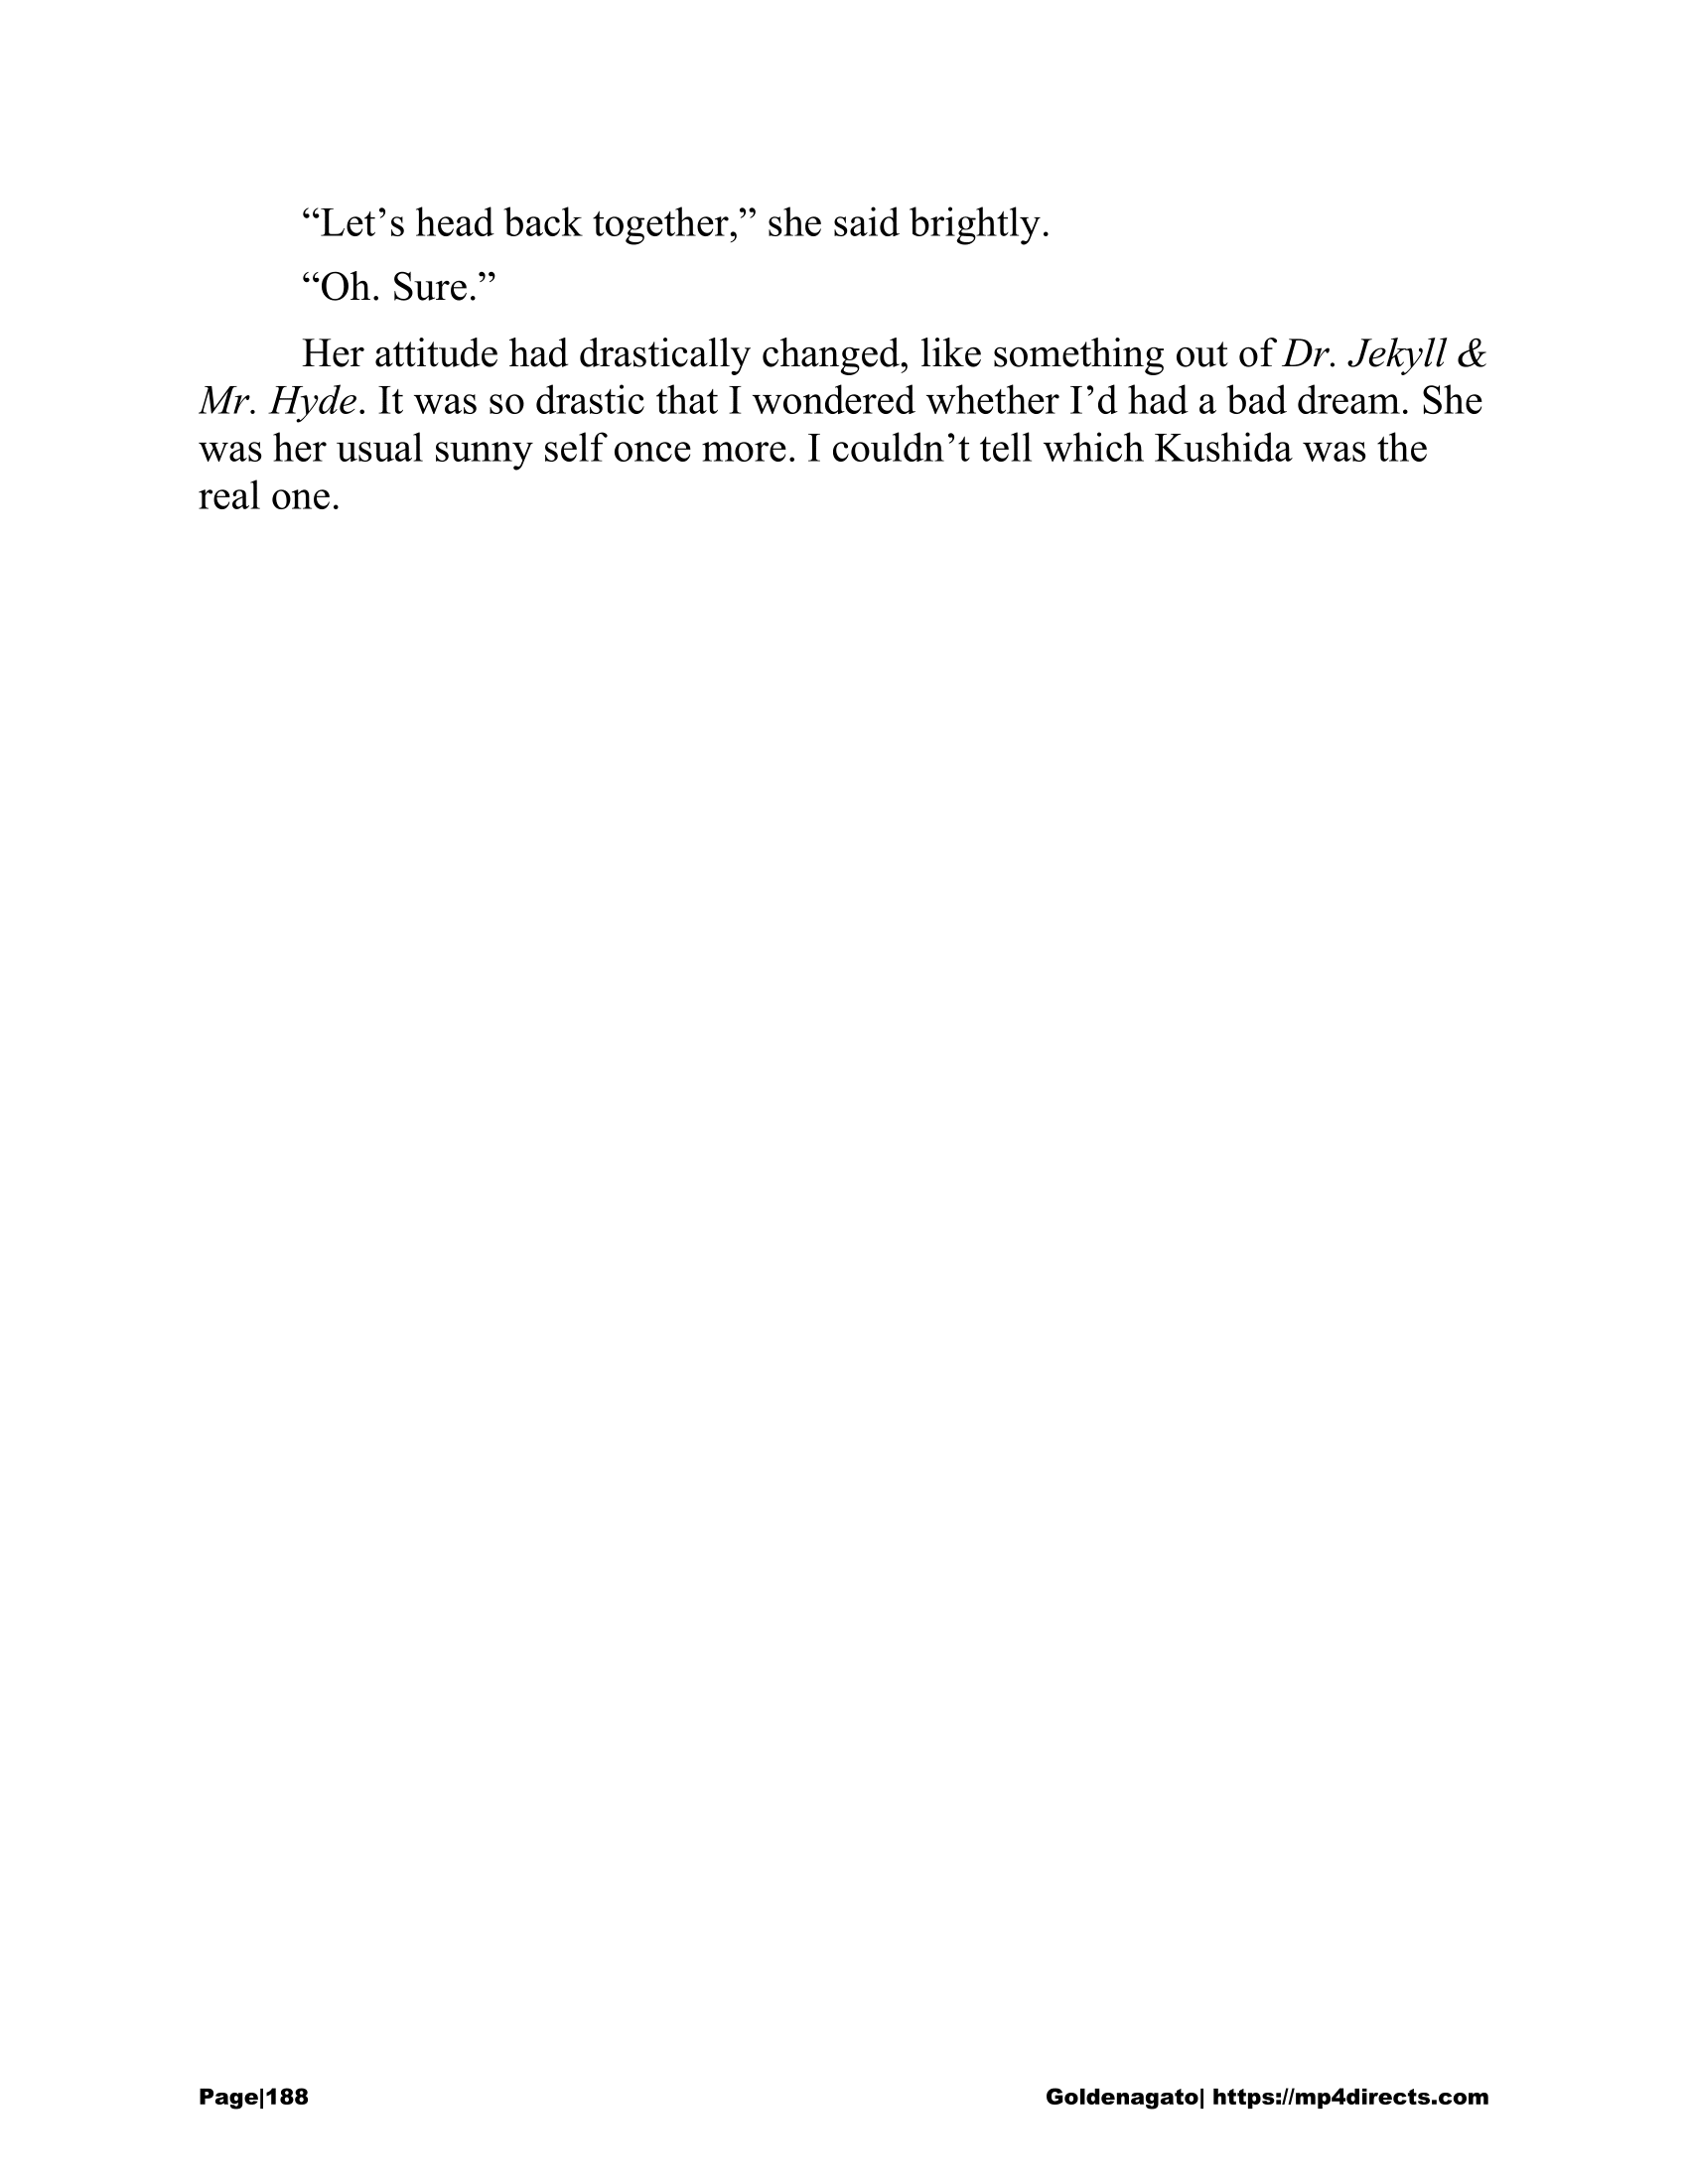 “Let’s head back together,” she said brightly.
“Oh. Sure.”
Her attitude had drastically changed, like something out of Dr. Jekyll &
Mr. Hyde. It was so drastic that I wondered whether I’d had a bad dream. She
was her usual sunny self once more. I couldn’t tell which Kushida was the
real one.
Page|188
Goldenagato| https://mp4directs.com